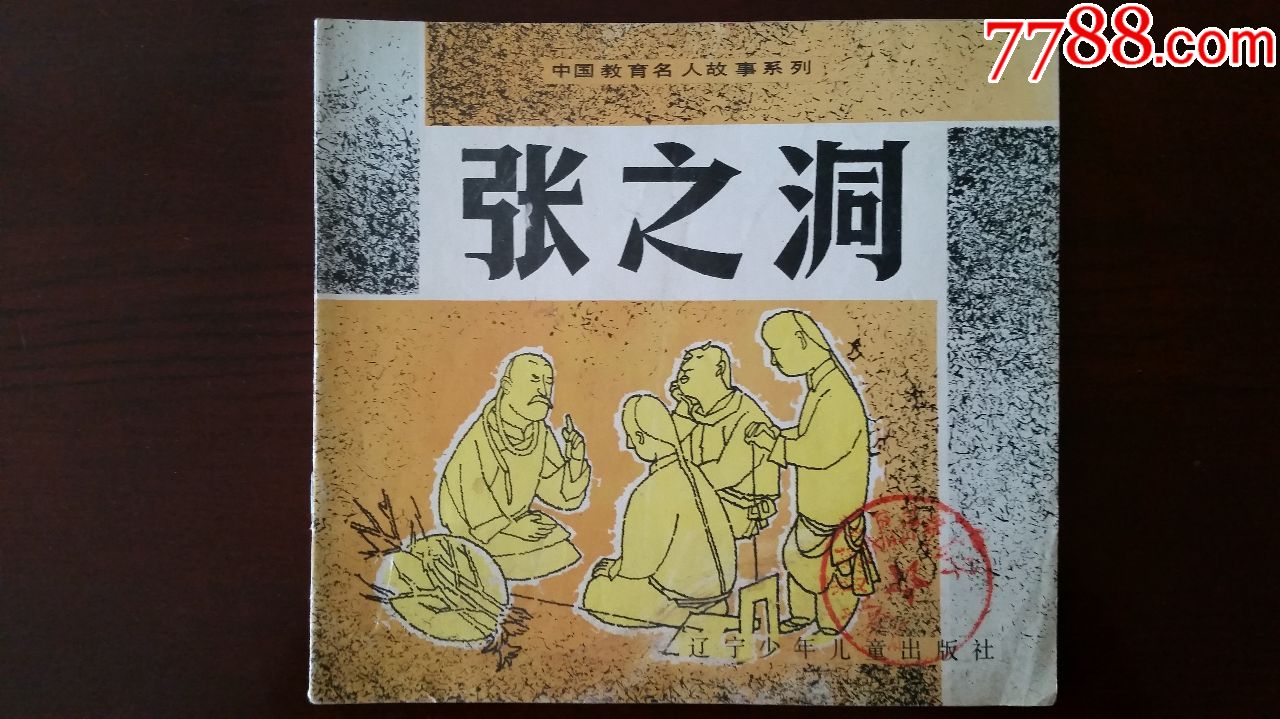 7788.com
中国教育名人故事系列
张之洞
辽宁少年儿童出版社